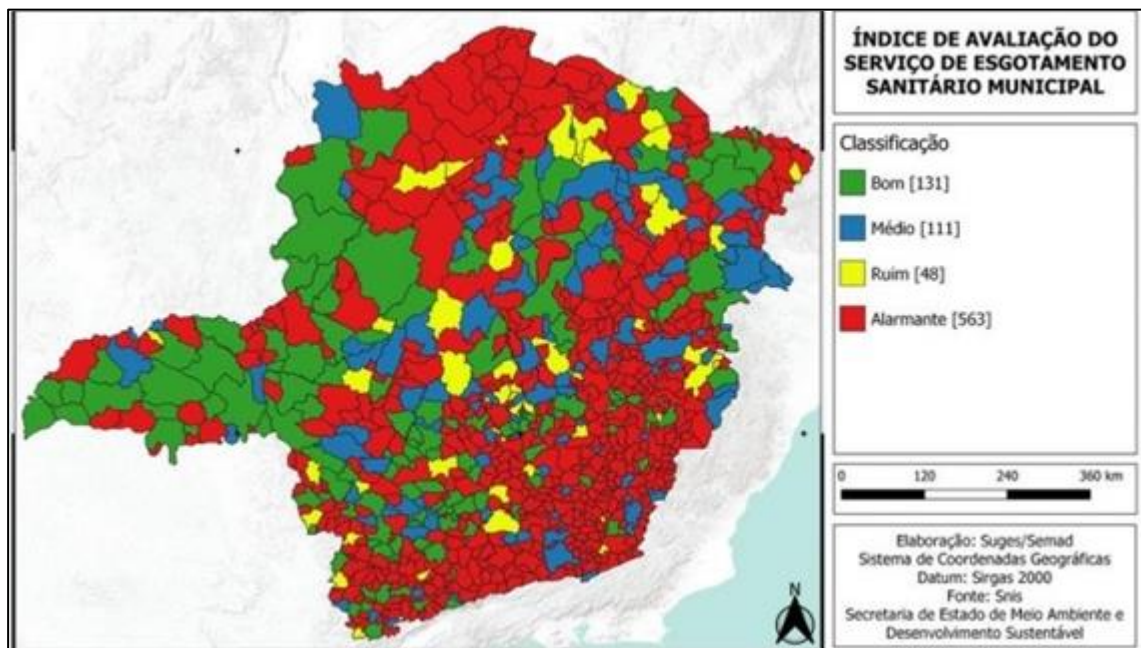 ÍNDICE DE AVALIAÇÃO DO
SERVIÇO DE ESGOTAMENTO
SANITÁRIO MUNICIPAL
Classificação
Bom [131]
Médio [111]
Ruim [48]
Alarmante [563]
0 120 240 360 km
Elaboração: Suges/Semad
Sistema de Coordenadas Geográficas
Datum: Sirgas 2000
Fonte: Snis
Secretaria de Estado de Meio Ambiente e
Desenvolvimento Sustentável
N